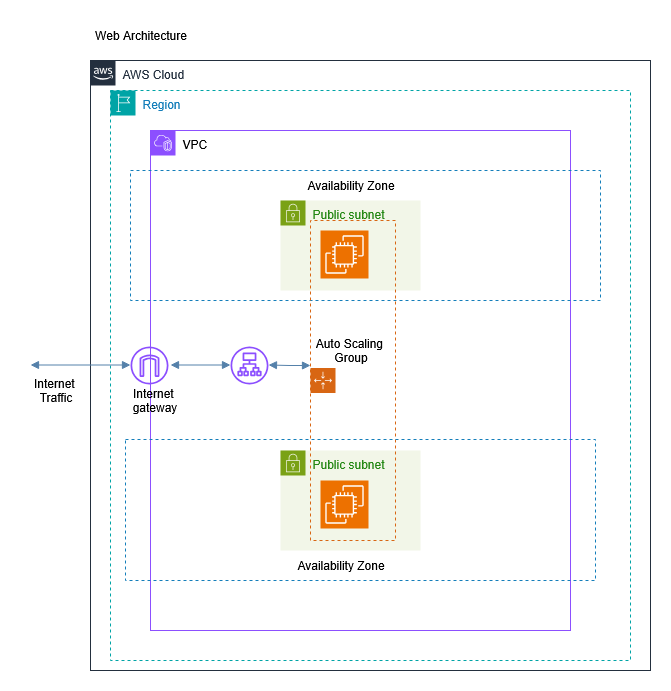 Web Architecture
aws
AWS Cloud
Region
VPC
Availability Zone
Public subnet
Auto Scaling
Group
Internet
Traffic
Internet
gateway
Public subnet
Availability Zone